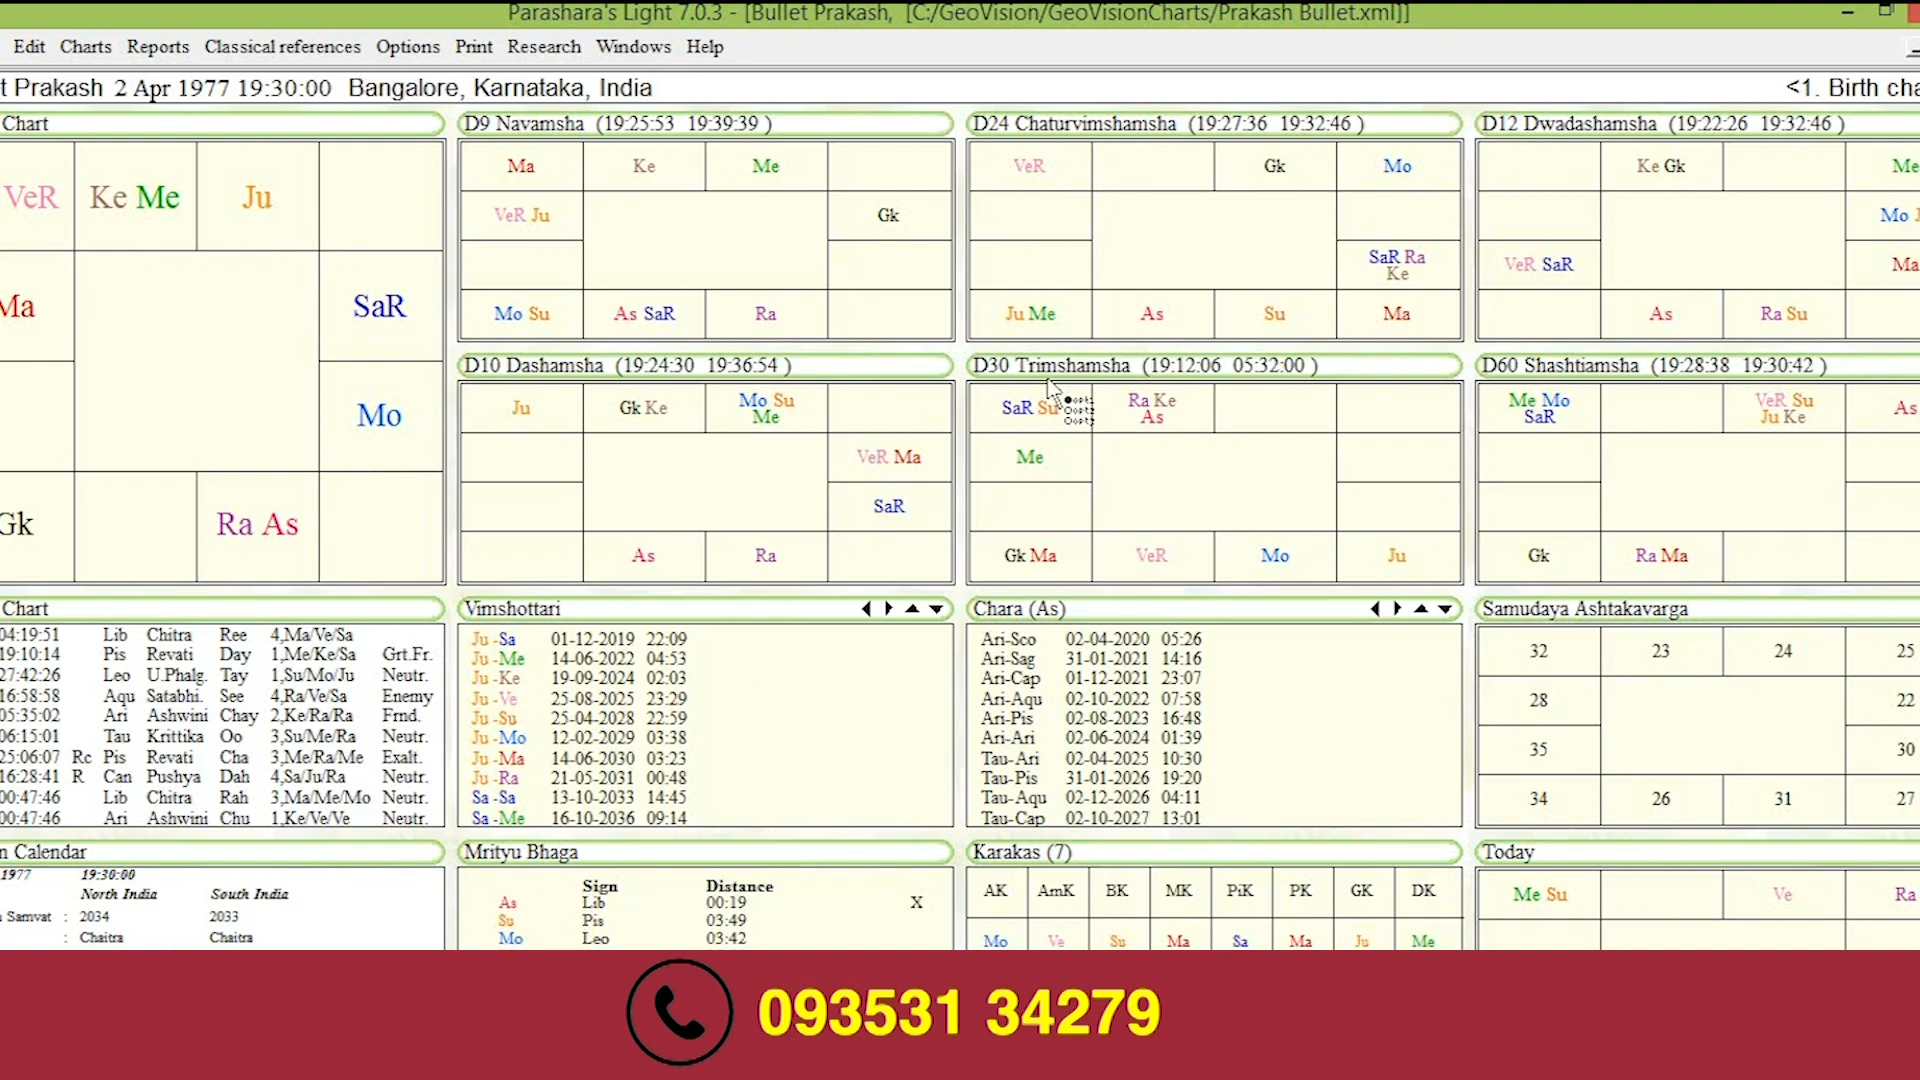 Parashara's Light 7.0.3 - [Bullet Prakash,  [C:/GeoVision/GeoVisionCharts/Prakash Bullet.xml]]
Edit Charts Reports Classical references Options Print Research Windows Help
t Prakash 2 Apr 1977 19:30:00 Bangalore, Karnataka, India <1. Birth cha
Chart
VeR Ke Me Ju
Ma SaR
Mo
Gk Ra As
D9 Navamsha (19:25:53 19:39:39 )
Ma Ke Me
VeR Ju Gk
Mo Su As SaR Ra
D24 Chaturvimshamsha (19:27:36 19:32:46 )
VeR Gk Mo
SaR Ra
Ke
Ju Me As Su Ma
D12 Dwadashamsha (19:22:26 19:32:46 )
Ke Gk Me
Mo J
VeR SaR Ma
As Ra Su
D10 Dashamsha (19:24:30 19:36:54 )
Ju Gk Ke Mo Su
Me
VeR Ma
SaR
As Ra
D30 Trimshamsha (19:12:06 05:32:00 )
SaR Su Ra Ke
As
Me
Gk Ma VeR Mo Ju
D60 Shashtiamsha (19:28:38 19:30:42 )
Me Mo VeR Su As
SaR Ju Ke
Gk Ra Ma
Chart
04:19:51 Lib Chitra Ree 4,Ma/Ve/Sa
19:10:14 Pis Revati Day 1,Me/Ke/Sa Grt.Fr.
27:42:26 Leo U.Phalg. Tay 1,Su/Mo/Ju Neutr.
16:58:58 Aqu Satabhi. See 4,Ra/Ve/Sa Enemy
05:35:02 Ari Ashwini Chay 2,Ke/Ra/Ra Frnd.
06:15:01 Tau Krittika Oo 3,Su/Me/Ra Neutr.
25:06:07 Rc Pis Revati Cha 3,Me/Ra/Me Exalt.
16:28:41 R Can Pushya Dah 4,Sa/Ju/Ra Neutr.
00:47:46 Lib Chitra Rah 3,Ma/Me/Mo Neutr.
00:47:46 Ari Ashwini Chu 1,Ke/Ve/Ve Neutr.
Vimshottari
Ju -Sa 01-12-2019 22:09
Ju -Me 14-06-2022 04:53
Ju -Ke 19-09-2024 02:03
Ju -Ve 25-08-2025 23:29
Ju -Su 25-04-2028 22:59
Ju -Mo 12-02-2029 03:38
Ju -Ma 14-06-2030 03:23
Ju -Ra 21-05-2031 00:48
Sa -Sa 13-10-2033 14:45
Sa -Me 16-10-2036 09:14
Chara (As)
Ari-Sco 02-04-2020 05:26
Ari-Sag 31-01-2021 14:16
Ari-Cap 01-12-2021 23:07
Ari-Aqu 02-10-2022 07:58
Ari-Pis 02-08-2023 16:48
Ari-Ari 02-06-2024 01:39
Tau-Ari 02-04-2025 10:30
Tau-Pis 31-01-2026 19:20
Tau-Aqu 02-12-2026 04:11
Tau-Cap 02-10-2027 13:01
Samudaya Ashtakavarga
32 23 24 25
28 22
35 30
34 26 31 27
n Calendar
1977 19:30:00
North India South India
Samvat : 2034 2033
: Chaitra Chaitra
Mrityu Bhaga
Sign Distance
As Lib 00:19 X
Su Pis 03:49
Mo Leo 03:42
Karakas (7)
AK AmK BK MK PiK PK GK DK
Mo Ve Su Ma Sa Ma Ju Me
Today
Me Su Ve Ra
093531 34279